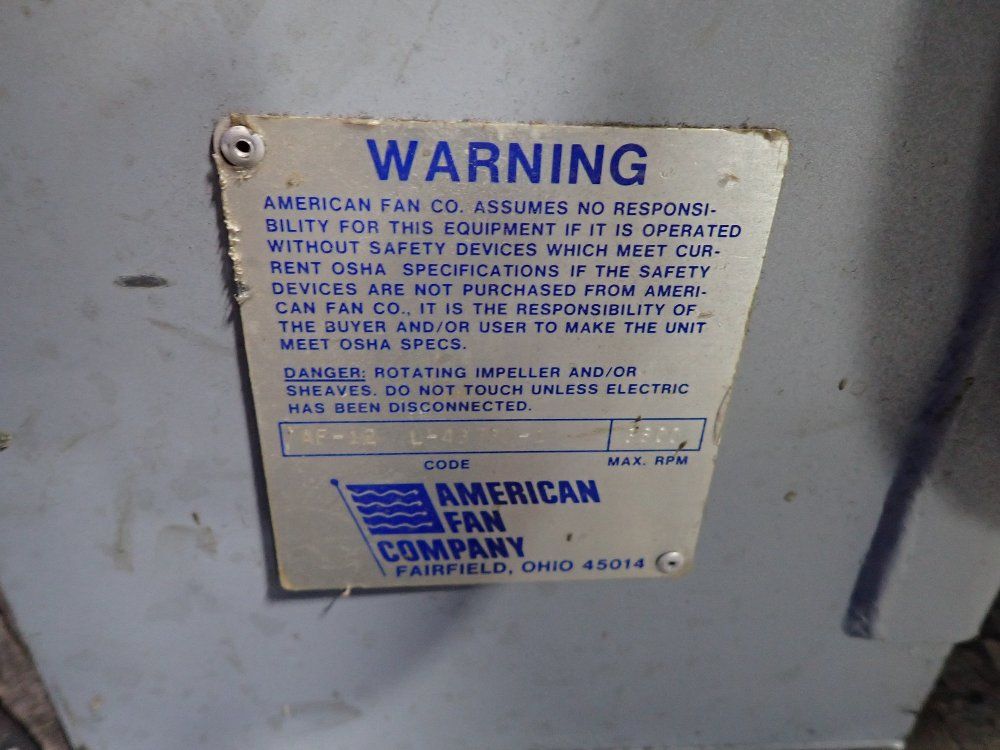 WARNING
AMERICAN FAN CO. ASSUMES NO RESPONSI-
BILITY FOR THIS EQUIPMENT IF IT IS OPERATED
WITHOUT SAFETY DEVICES WHICH MEET CUR-
RENT OSHA SPECIFICATIONS IF THE SAFETY
DEVICES ARE NOT PURCHASED FROM AMERI-
CAN FAN CO., IT IS THE RESPONSIBILITY OF
THE BUYER AND/OR USER TO MAKE THE UNIT
MEET OSHA SPECS.
DANGER: ROTATING IMPELLER AND/OR
SHEAVES. DO NOT TOUCH UNLESS ELECTRIC
HAS BEEN DISCONNECTED.
AF-12
CODE MAX. RPM
AMERICAN
FAN
COMPANY
FAIRFIELD, OHIO 45014